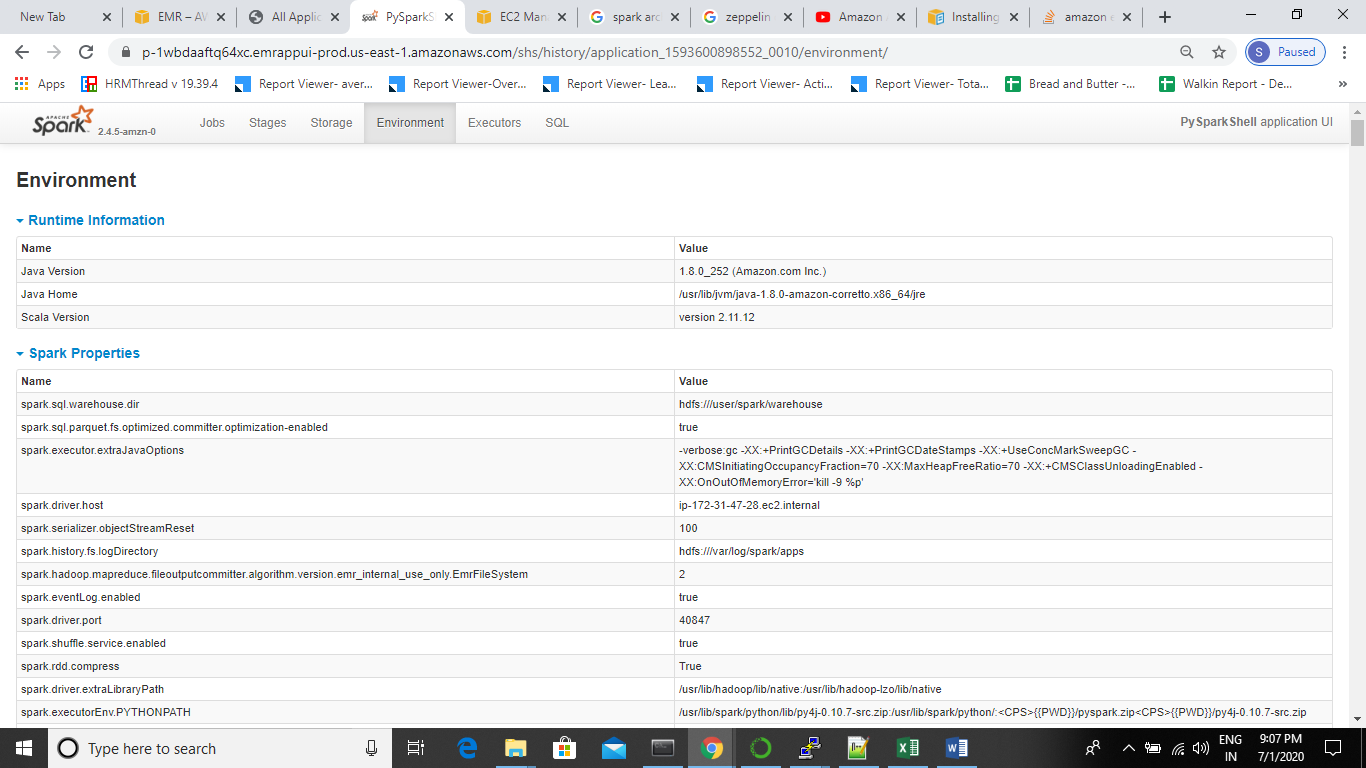 New Tab
EMR – AV
All Applic
PySparkS
EC2 Man
spark arc
zeppelin
Amazon
Installing
amazon e
p-1wbdaaftq64xc.emrappui-prod.us-east-1.amazonaws.com/shs/history/application_1593600898552_0010/environment/
S Paused
Apps
HRMThread v 19.39.4
Report Viewer- aver...
Report Viewer-Over...
Report Viewer- Lea...
Report Viewer- Acti...
Report Viewer- Tota...
Bread and Butter -...
Walkin Report - De...
»
APACHE
Spark 2.4.5-amzn-0
Jobs
Stages
Storage
Environment
Executors
SQL
PySparkShell application UI
Environment
Runtime Information
Name Value
Java Version 1.8.0_252 (Amazon.com Inc.)
Java Home /usr/lib/jvm/java-1.8.0-amazon-corretto.x86_64/jre
Scala Version version 2.11.12
Spark Properties
Name Value
spark.sql.warehouse.dir hdfs:///user/spark/warehouse
spark.sql.parquet.fs.optimized.committer.optimization-enabled true
spark.executor.extraJavaOptions -verbose:gc -XX:+PrintGCDetails -XX:+PrintGCDateStamps -XX:+UseConcMarkSweepGC -
XX:CMSInitiatingOccupancyFraction=70 -XX:MaxHeapFreeRatio=70 -XX:+CMSClassUnloadingEnabled -
XX:OnOutOfMemoryError='kill -9 %p'
spark.driver.host ip-172-31-47-28.ec2.internal
spark.serializer.objectStreamReset 100
spark.history.fs.logDirectory hdfs:///var/log/spark/apps
spark.hadoop.mapreduce.fileoutputcommitter.algorithm.version.emr_internal_use_only.EmrFileSystem 2
spark.eventLog.enabled true
spark.driver.port 40847
spark.shuffle.service.enabled true
spark.rdd.compress True
spark.driver.extraLibraryPath /usr/lib/hadoop/lib/native:/usr/lib/hadoop-lzo/lib/native
spark.executorEnv.PYTHONPATH /usr/lib/spark/python/lib/py4j-0.10.7-src.zip:/usr/lib/spark/python/:<CPS>{{PWD}}/pyspark.zip<CPS>{{PWD}}/py4j-0.10.7-src.zip
Type here to search
ENG
IN
9:07 PM
7/1/2020